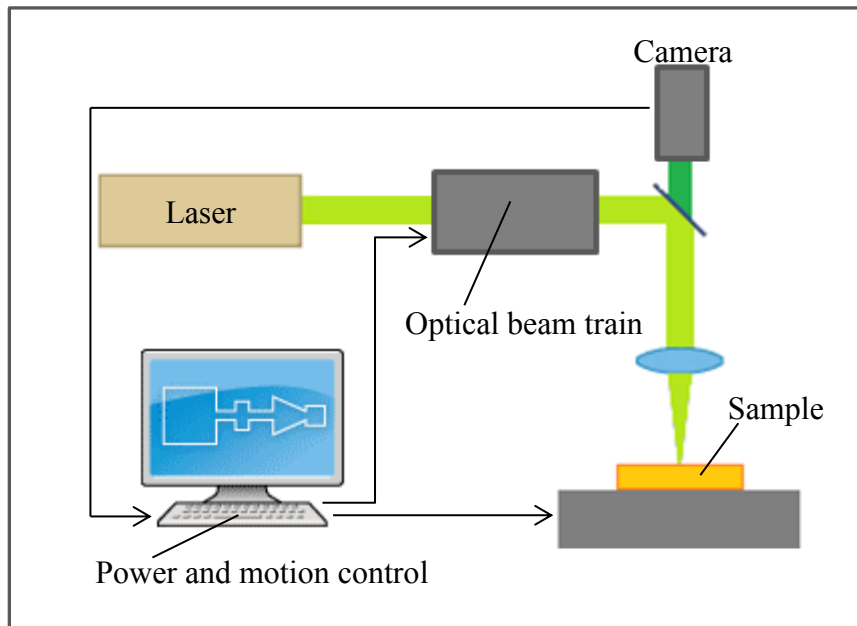 Camera
Laser
Optical beam train
Sample
Power and motion control